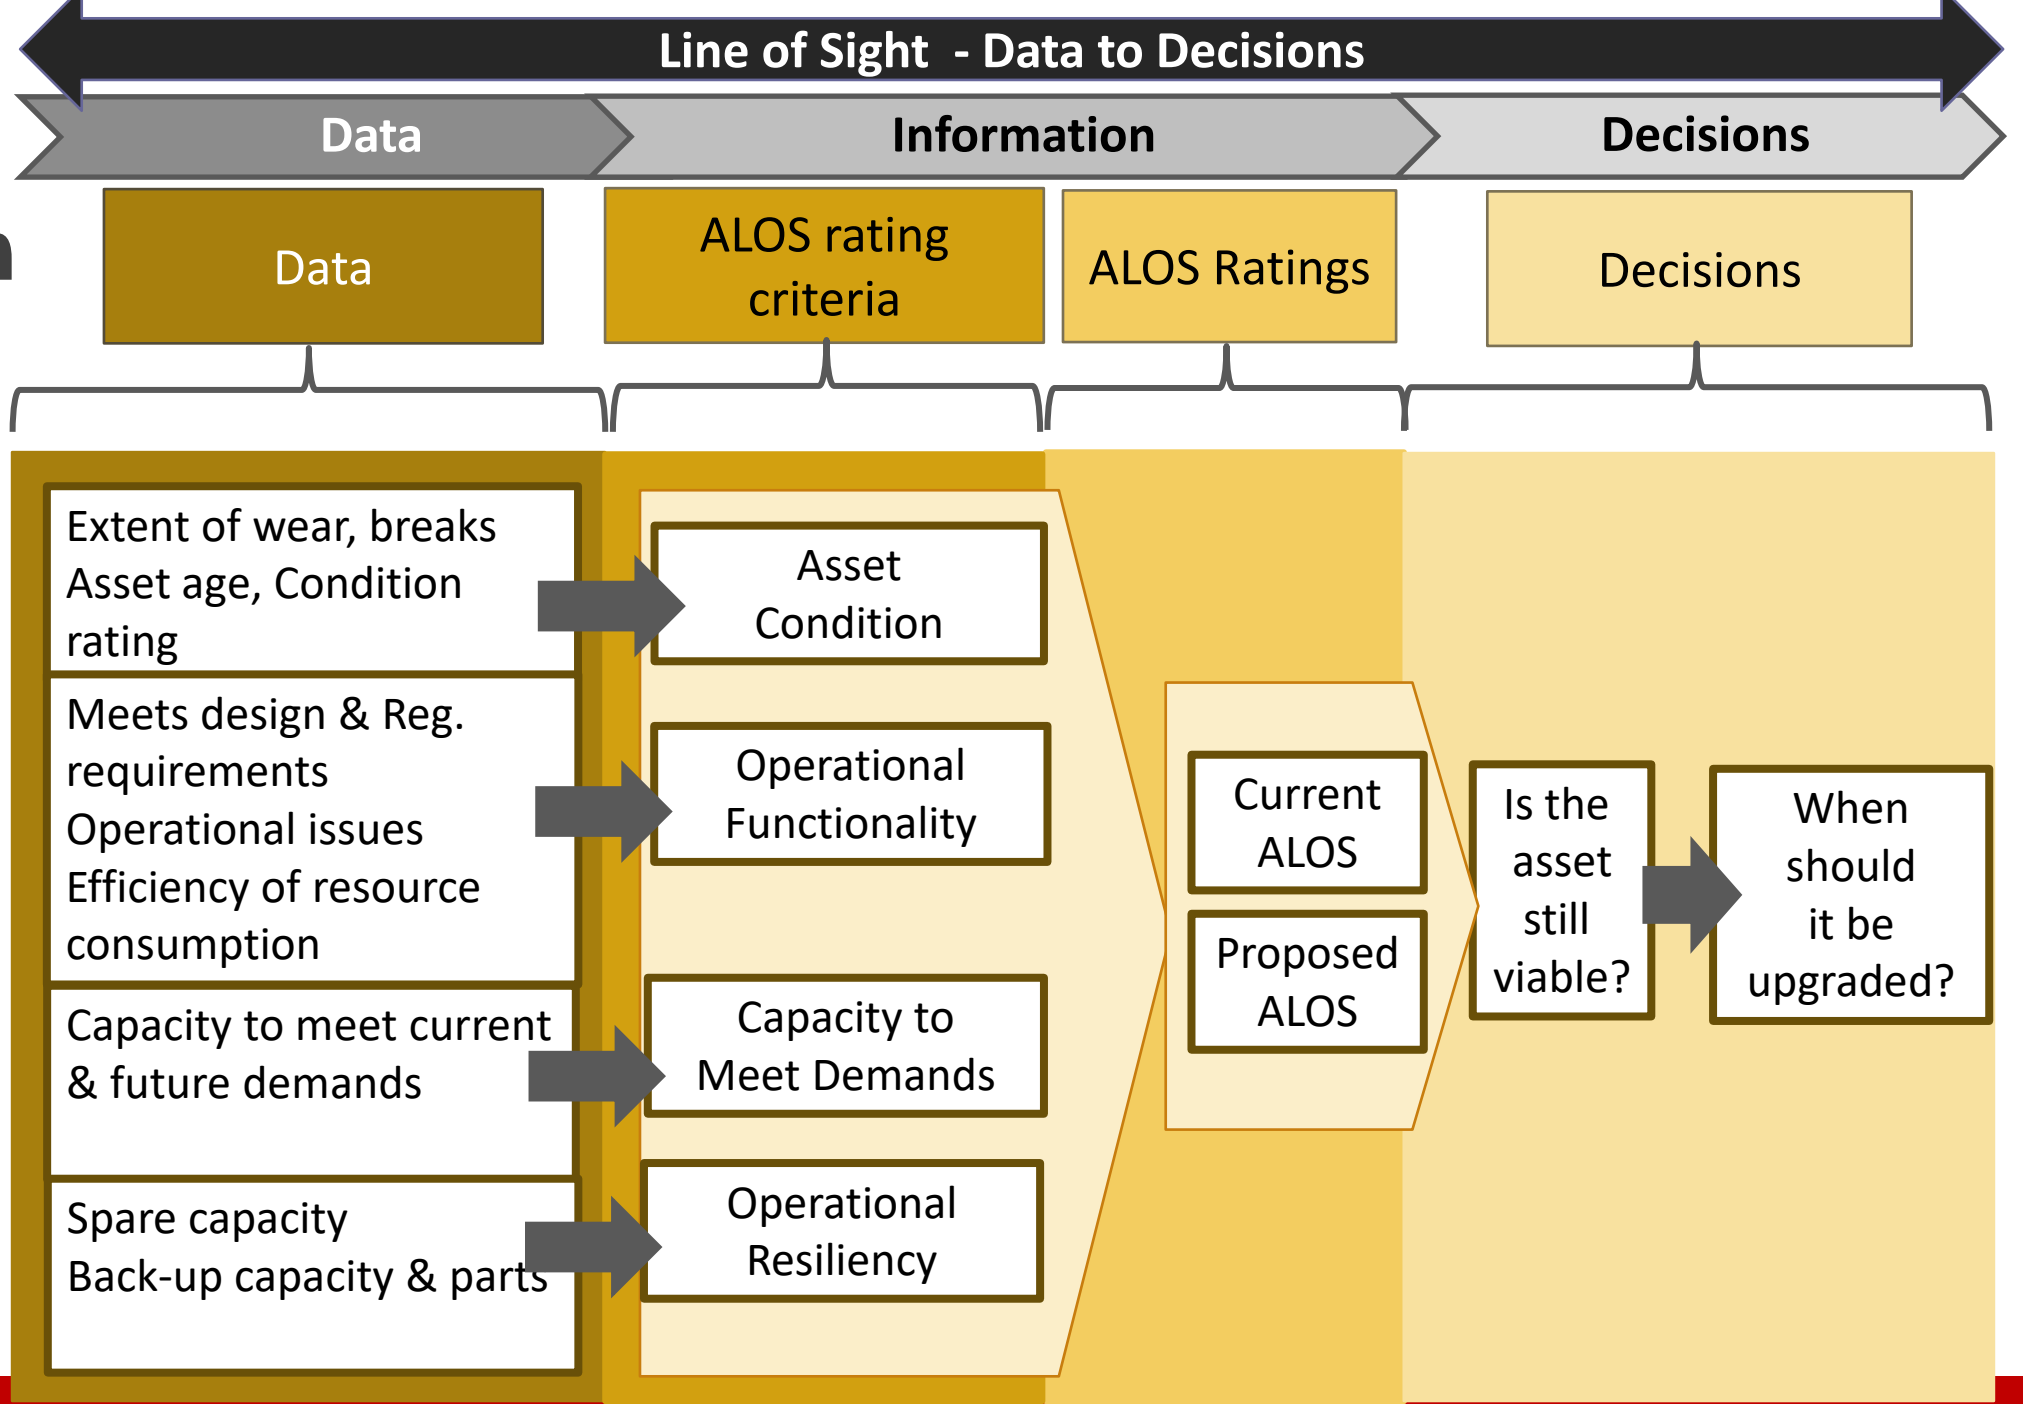 Line of Sight - Data to Decisions
Data
Information
Decisions
n
Data
ALOS rating
criteria
ALOS Ratings
Decisions
Extent of wear, breaks
Asset age, Condition
rating
Meets design & Reg.
requirements
Operational issues
Efficiency of resource
consumption
Capacity to meet current
& future demands
Spare capacity
Back-up capacity & parts
Asset
Condition
Operational
Functionality
Capacity to
Meet Demands
Operational
Resiliency
Current
ALOS
Proposed
ALOS
Is the
asset
still
viable?
When
should
it be
upgraded?